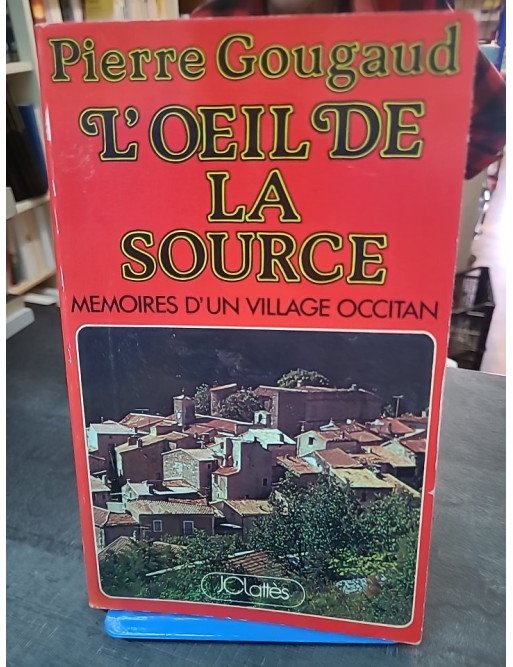 Pierre Gougaud
L'OEIL DE
LA
SOURCE
MEMOIRES D'UN VILLAGE OCCITAN
JCLattès